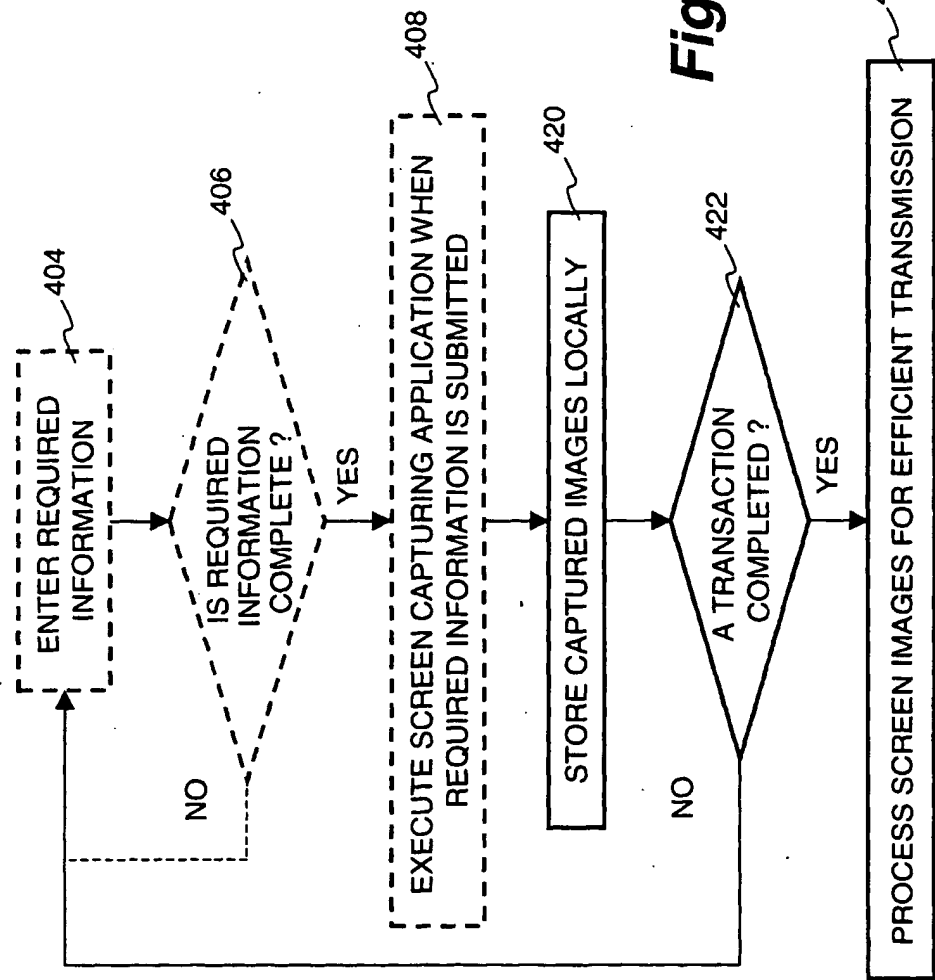 404
ENTER REQUIRED
INFORMATION
406
IS REQUIRED
INFORMATION
COMPLETE ?
NO
YES
408
EXECUTE SCREEN CAPTURING APPLICATION WHEN
REQUIRED INFORMATION IS SUBMITTED
420
STORE CAPTURED IMAGES LOCALLY
422
A TRANSACTION
COMPLETED ?
NO
YES
Fig
PROCESS SCREEN IMAGES FOR EFFICIENT TRANSMISSION